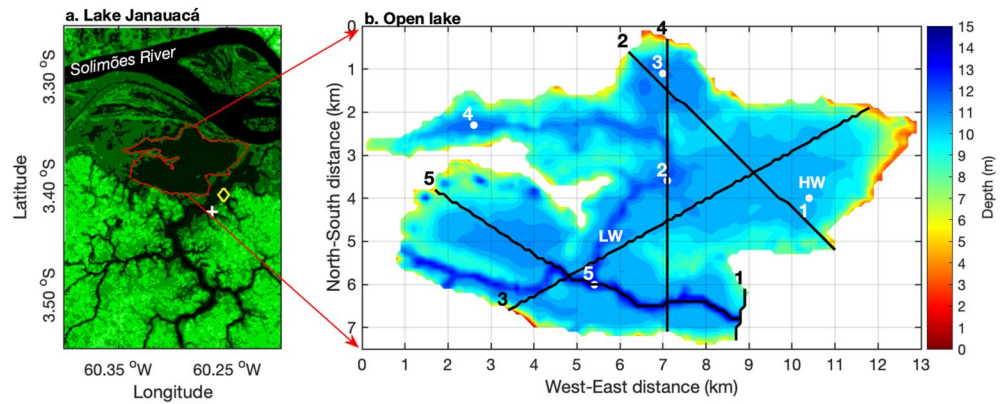 a. Lake Janauacá
Solimões River
3.30 °S
3.40 °S
3.50 °S
Latitude
60.35 °W
60.25 °W
Longitude
b. Open lake
0
1
2
3
4
5
6
7
North-South distance (km)
0 1 2 3 4 5 6 7 8 9 10 11 12 13
West-East distance (km)
2
4
3
4
2
HW
1
5
LW
5
3
1
15
14
13
12
11
10
9
8
7
6
5
4
3
2
1
0
Depth (m)